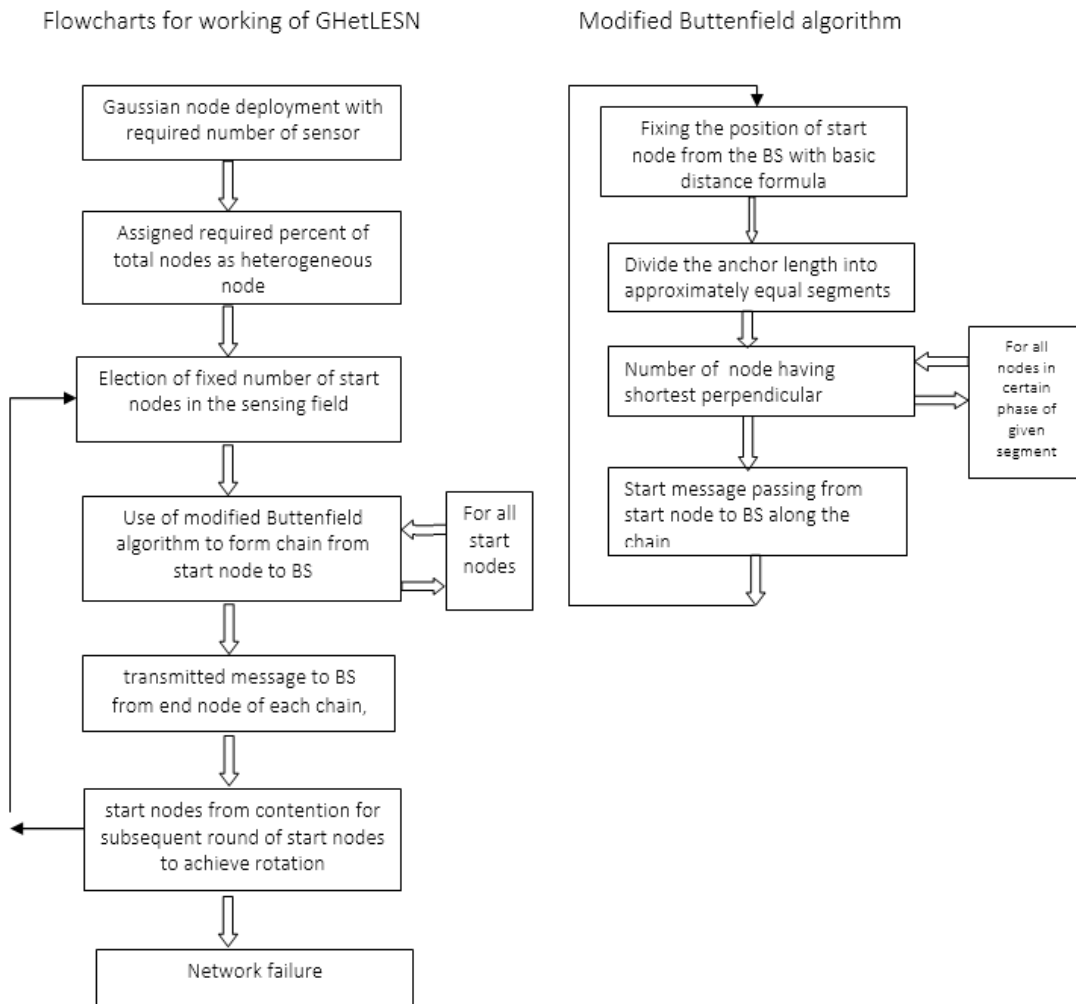 Flowcharts for working of GHetLESN
Gaussian node deployment with
required number of sensor
Assigned required percent of
total nodes as heterogeneous
node
Election of fixed number of start
nodes in the sensing field
Use of modified Buttenfield
algorithm to form chain from
start node to BS
For all
start
nodes
transmitted message to BS
from end node of each chain,
start nodes from contention for
subsequent round of start nodes
to achieve rotation
Network failure
Modified Buttenfield algorithm
Fixing the position of start
node from the BS with basic
distance formula
Divide the anchor length into
approximately equal segments
Number of node having
shortest perpendicular
For all
nodes in
certain
phase of
given
segment
Start message passing from
start node to BS along the
chain